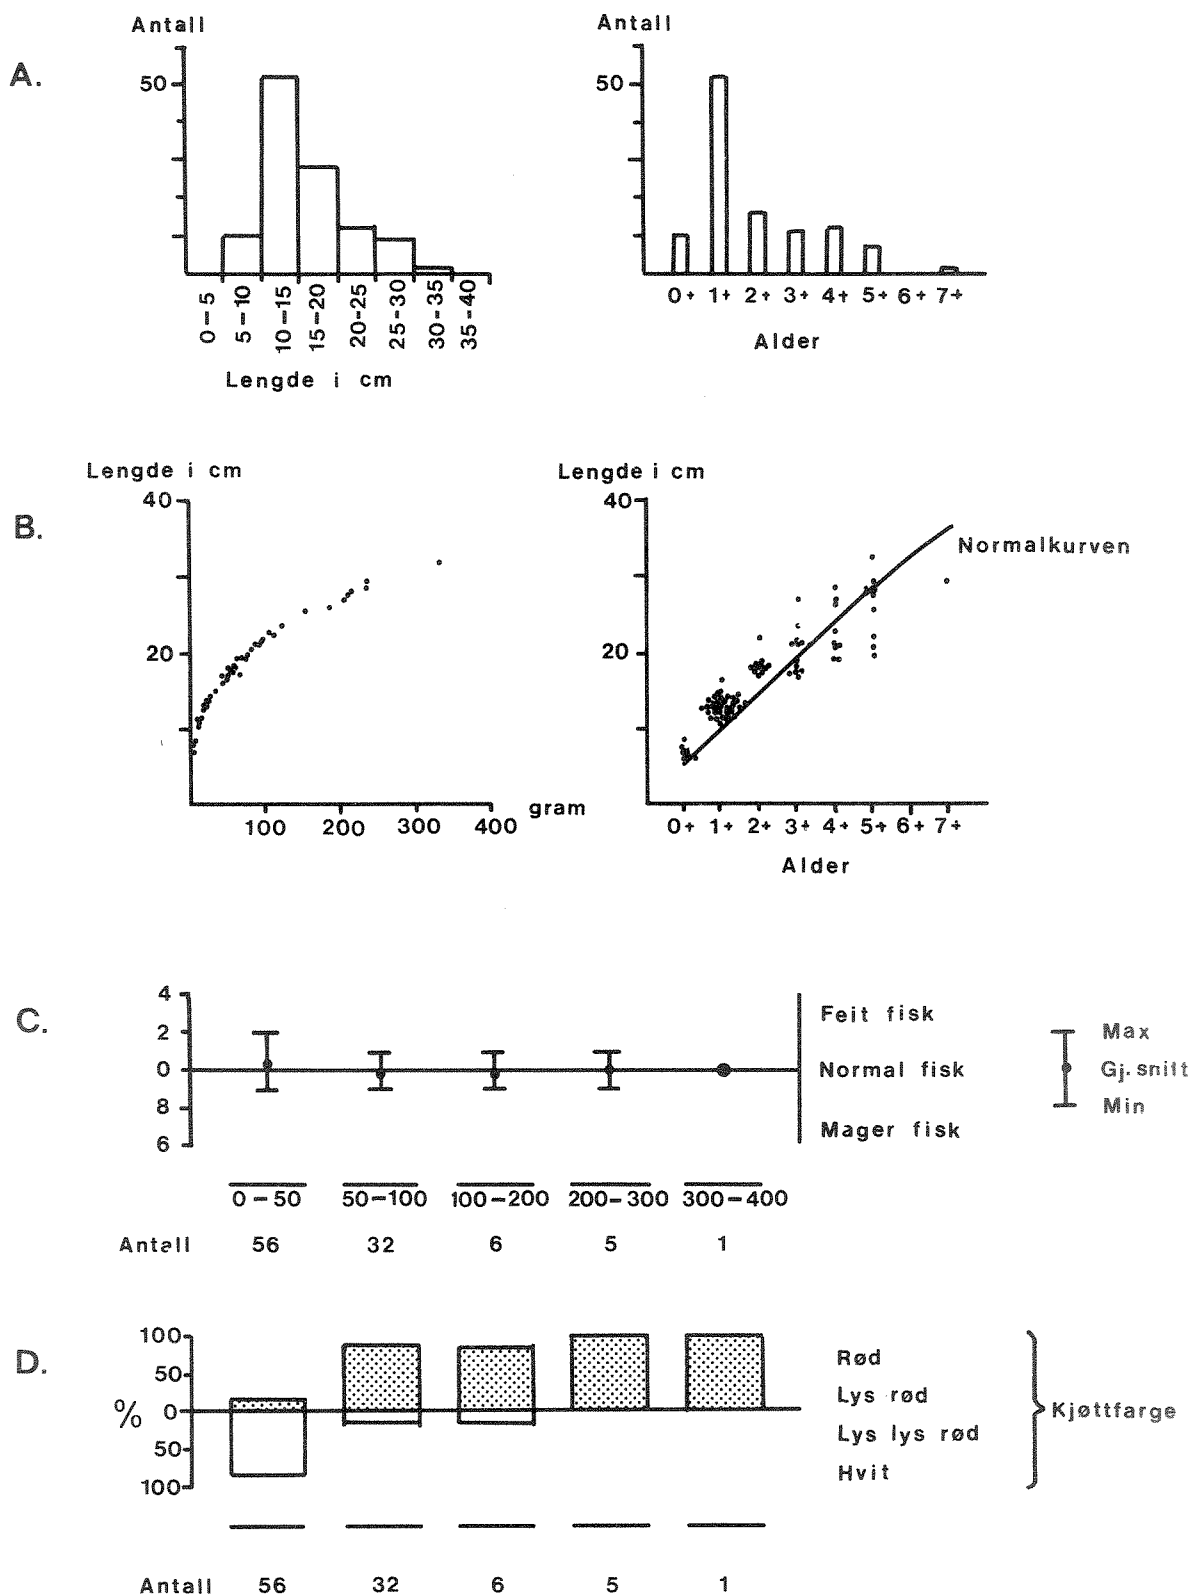 A.
Antall
50
0-5
5-10
10-15
15-20
20-25
25-30
30-35
35-40
Lengde i cm
Antall
50
0+ 1+ 2+ 3+ 4+ 5+ 6+ 7+
Alder
B.
Lengde i cm
40
20
100 200 300 400 gram
Lengde i cm
40
20
Normalkurven
0+ 1+ 2+ 3+ 4+ 5+ 6+ 7+
Alder
C.
4
2
0
8
6
Feit fisk
Normal fisk
Mager fisk
Max
Gj.snitt
Min
0-50 50-100 100-200 200-300 300-400
Antall 56 32 6 5 1
D.
%
100
50
0
50
100
Rød
Lys rød
Lys lys rød
Hvit
Kjøttfarge
Antall 56 32 6 5 1